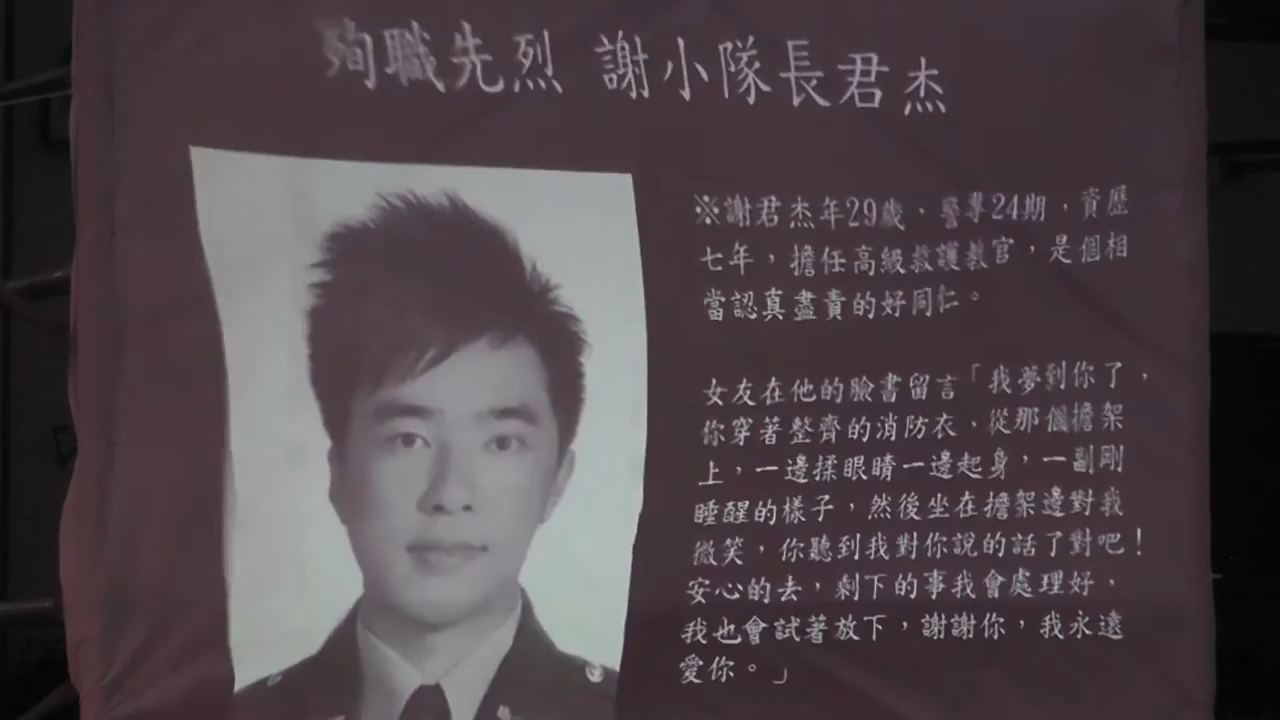 殉職先烈 謝小隊長君杰
※謝君杰年29歲，警專24期，資歷
七年，擔任高級救護教官，是個相
當認真盡責的好同仁。
女友在他的臉書留言「我夢到你了，
你穿著整齊的消防衣，從那個擔架
上，一邊揉眼睛一邊起身，一副剛
睡醒的樣子，然後坐在擔架邊對我
微笑，你聽到我對你說的話了對吧！
安心的去，剩下的事我會處理好，
我也會試著放下，謝謝你，我永遠
愛你。」